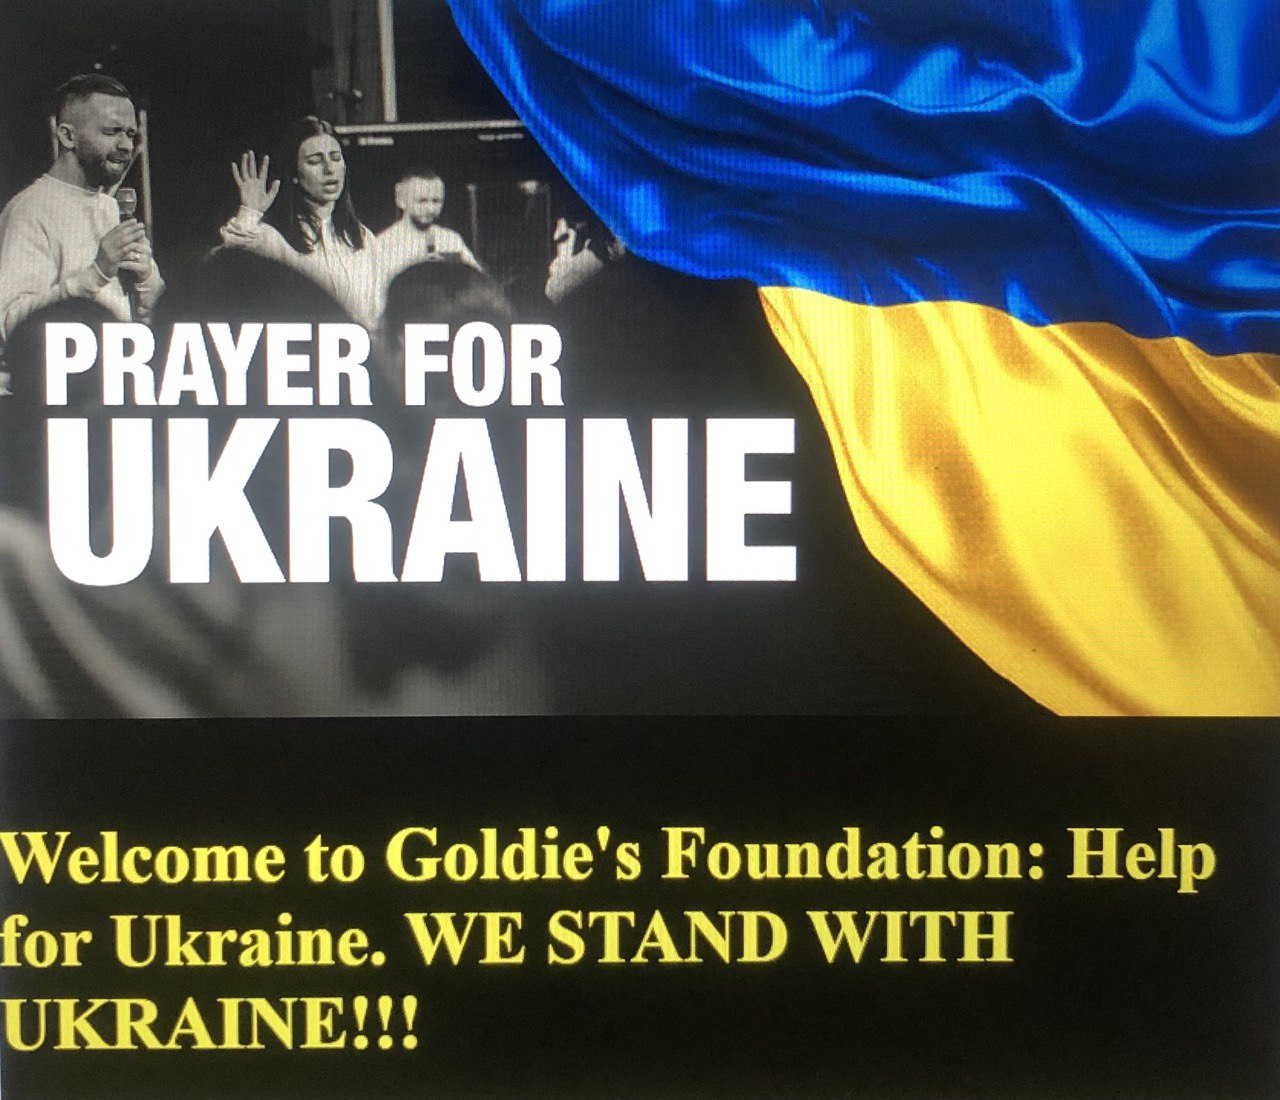 PRAYER FOR
UKRAINE
Welcome to Goldie's Foundation: Help
for Ukraine. WE STAND WITH
UKRAINE!!!